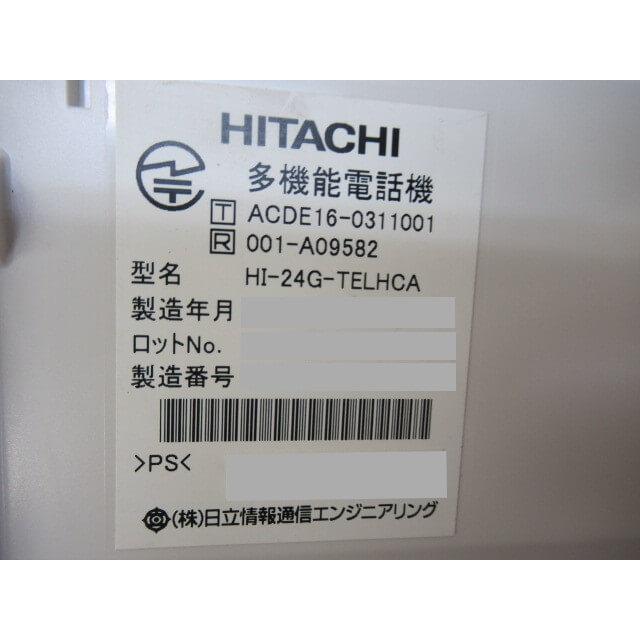 HITACHI
多機能電話機
T ACDE16-0311001
R 001-A09582
型名 HI-24G-TELHCA
製造年月
ロットNo.
製造番号
>PS<
(株)日立情報通信エンジニアリング